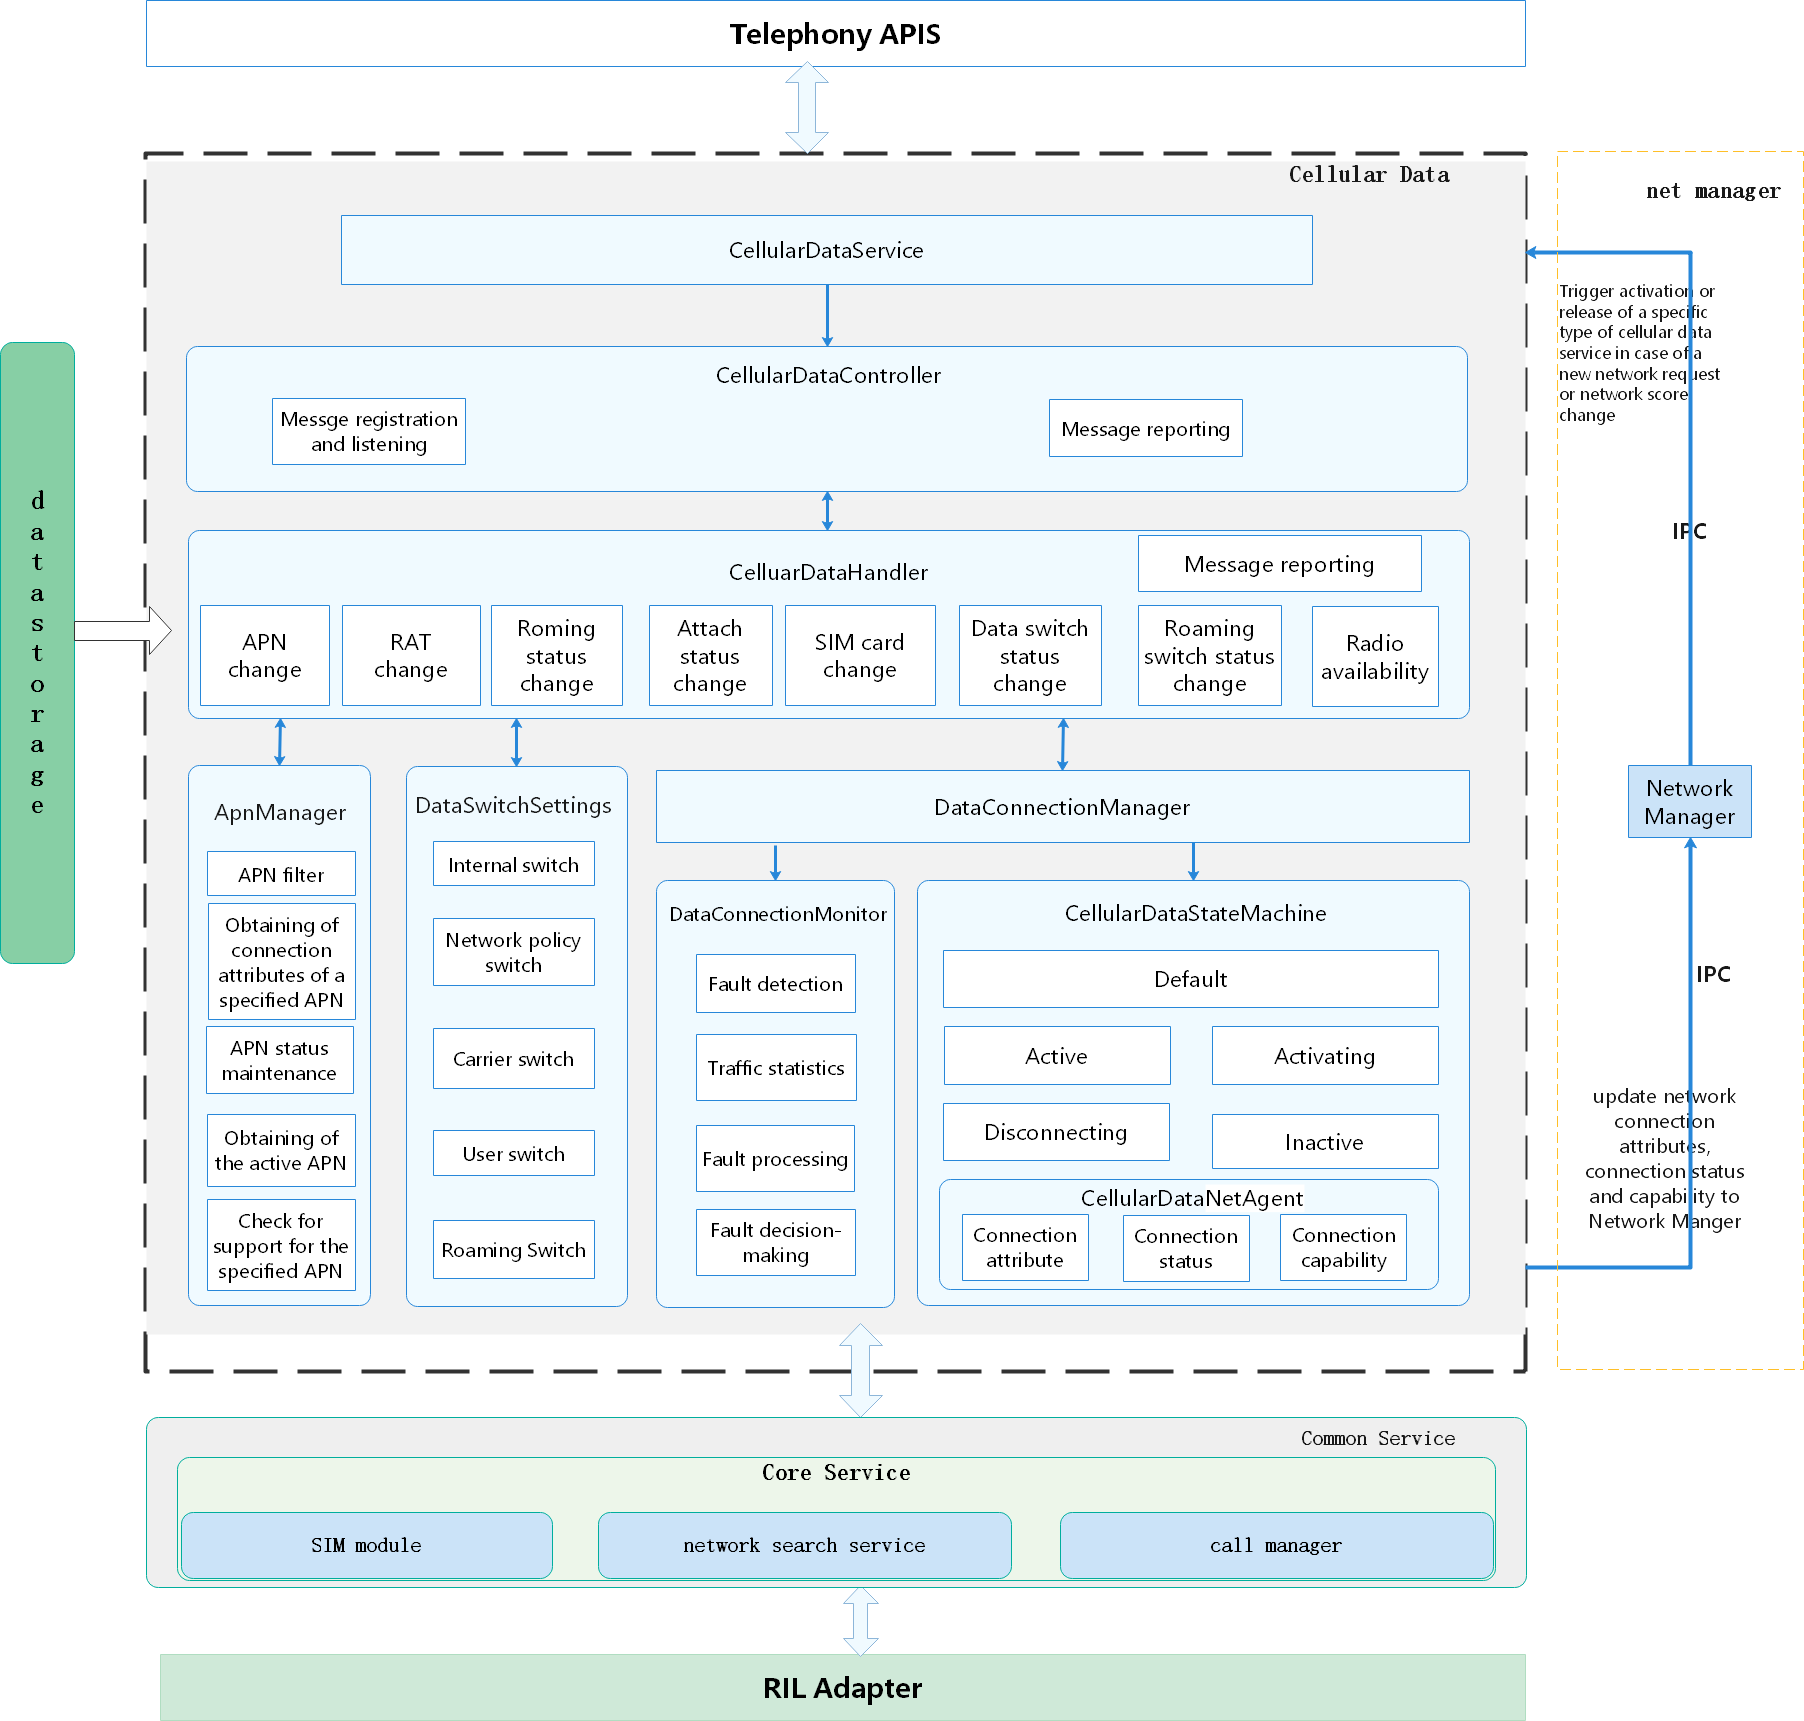 Telephony APIS
Cellular Data
net manager
CellularDataService
Trigger activation or
release of a specific
type of cellular data
service in case of a
new network request
or network score
change
CellularDataController
Messge registration
and listening
Message reporting
datastorage
IPC
CelluarDataHandler
Message reporting
APN
change
RAT
change
Roming
status
change
Attach
status
change
SIM card
change
Data switch
status
change
Roaming
switch status
change
Radio
availability
Network
Manager
ApnManager
APN filter
Obtaining of
connection
attributes of a
specified APN
APN status
maintenance
Obtaining of
the active APN
Check for
support for the
specified APN
DataSwitchSettings
Internal switch
Network policy
switch
Carrier switch
User switch
Roaming Switch
DataConnectionManager
DataConnectionMonitor
Fault detection
Traffic statistics
Fault processing
Fault decision-
making
CellularDataStateMachine
Default
Active
Activating
Disconnecting
Inactive
CellularDataNetAgent
Connection
attribute
Connection
status
Connection
capability
IPC
update network
connection
attributes,
connection status
and capability to
Network Manger
Common Service
Core Service
SIM module
network search service
call manager
RIL Adapter